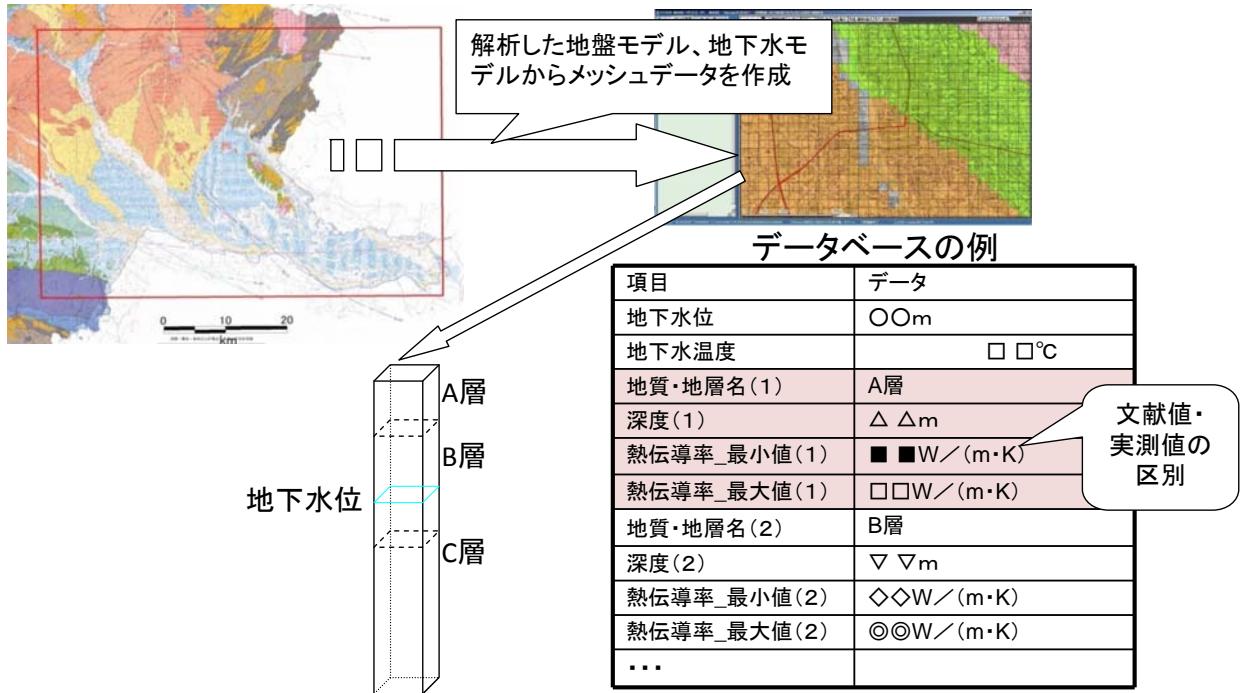 解析した地盤モデル、地下水モ
デルからメッシュデータを作成
0 10 20
km
データベースの例
項目 データ
地下水位 〇〇m
地下水温度 □ □℃
地質・地層名(1) A層
深度(1) △ △m
熱伝導率_最小値(1) ■ ■W/(m・K)
熱伝導率_最大値(1) □□W/(m・K)
地質・地層名(2) B層
深度(2) ▽ ▽m
熱伝導率_最小値(2) ◇◇W/(m・K)
熱伝導率_最大値(2) ◎◎W/(m・K)
・・・
文献値・
実測値の
区別
A層
B層
地下水位
C層